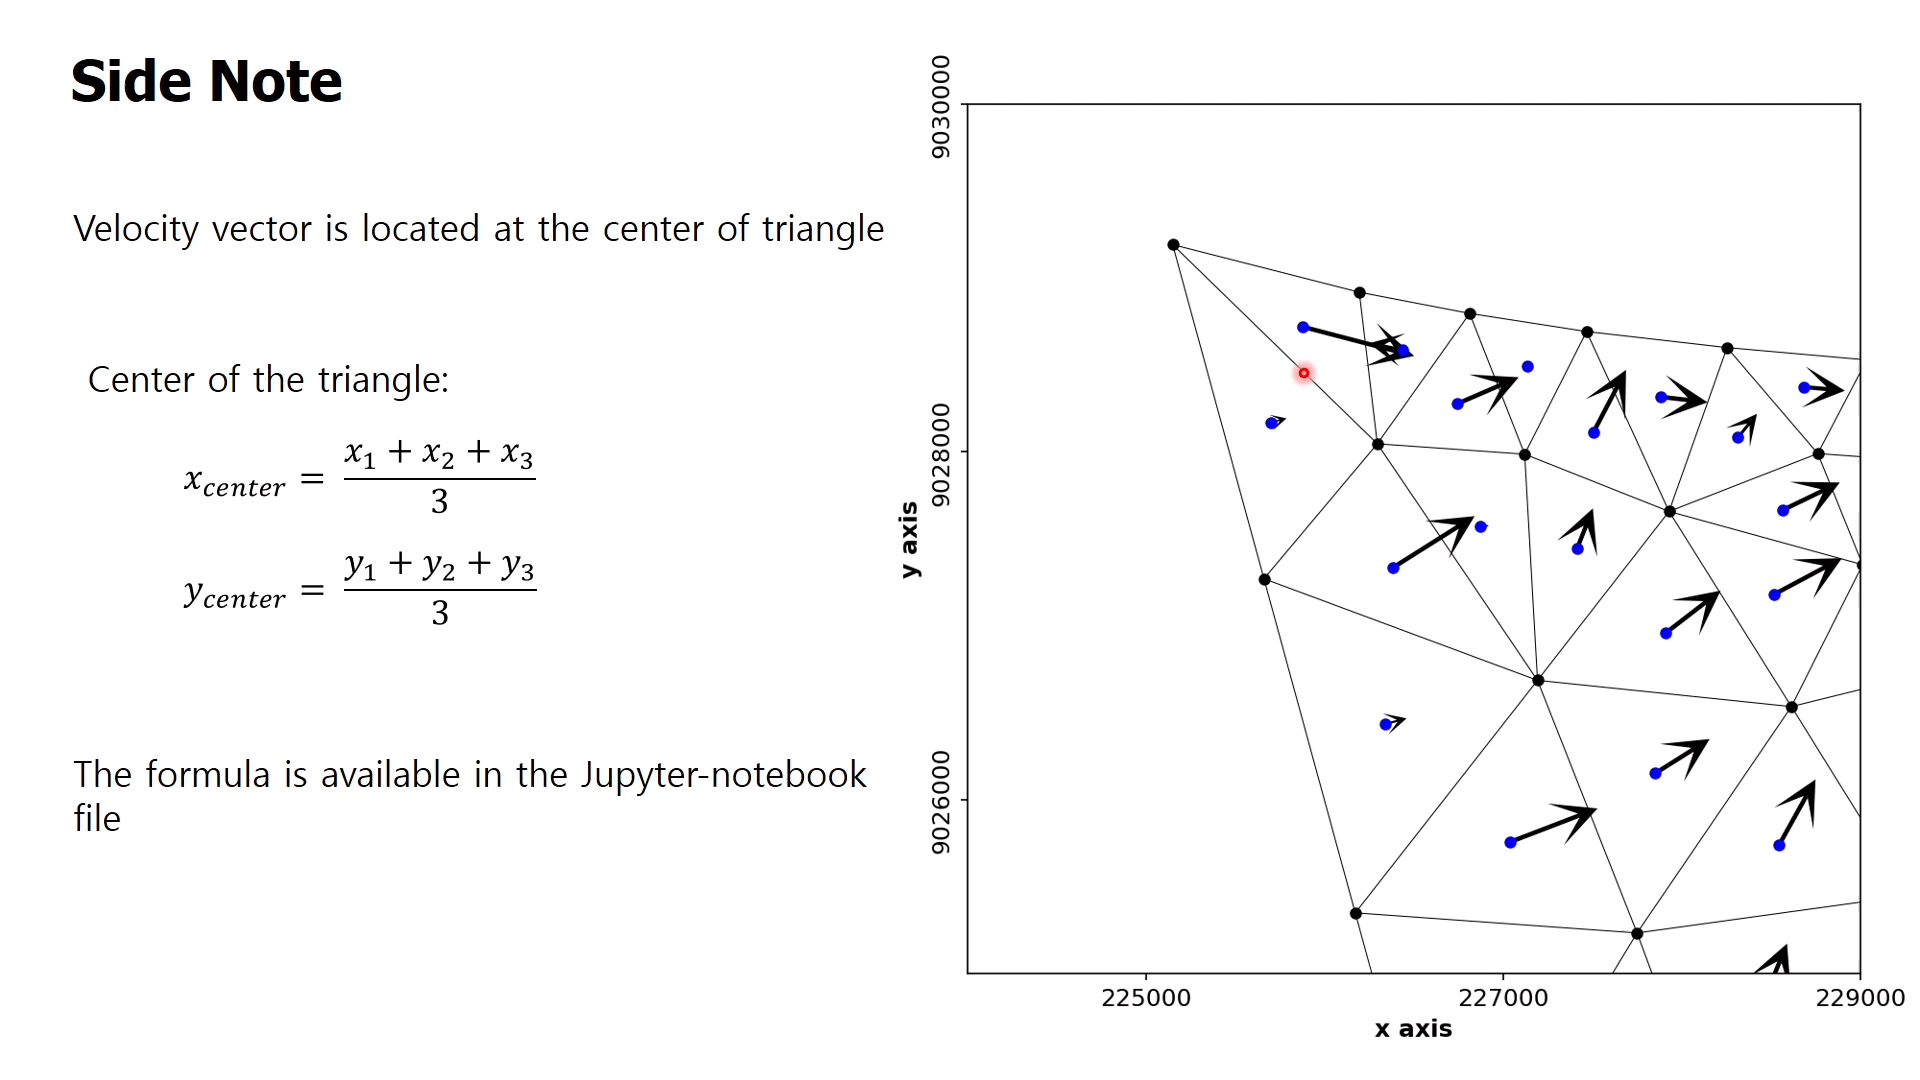 Side Note
Velocity vector is located at the center of triangle
Center of the triangle:
x_center = (x_1 + x_2 + x_3) / 3
y_center = (y_1 + y_2 + y_3) / 3
The formula is available in the Jupyter-notebook
file
9030000
9028000
9026000
y axis
225000 227000 229000
x axis